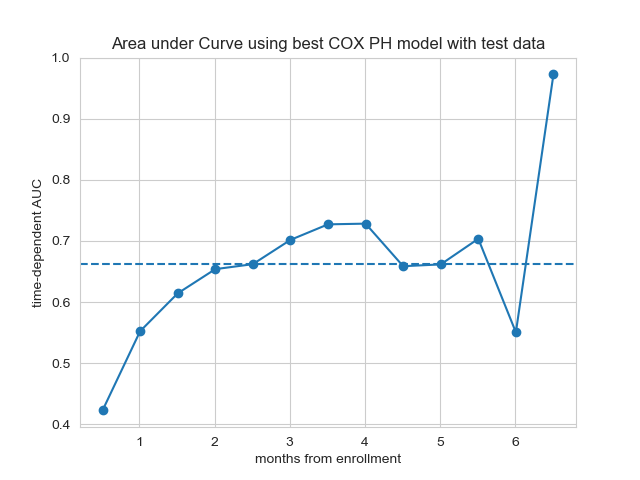 Area under Curve using best COX PH model with test data
time-dependent AUC
1.0
0.9
0.8
0.7
0.6
0.5
0.4
1 2 3 4 5 6
months from enrollment